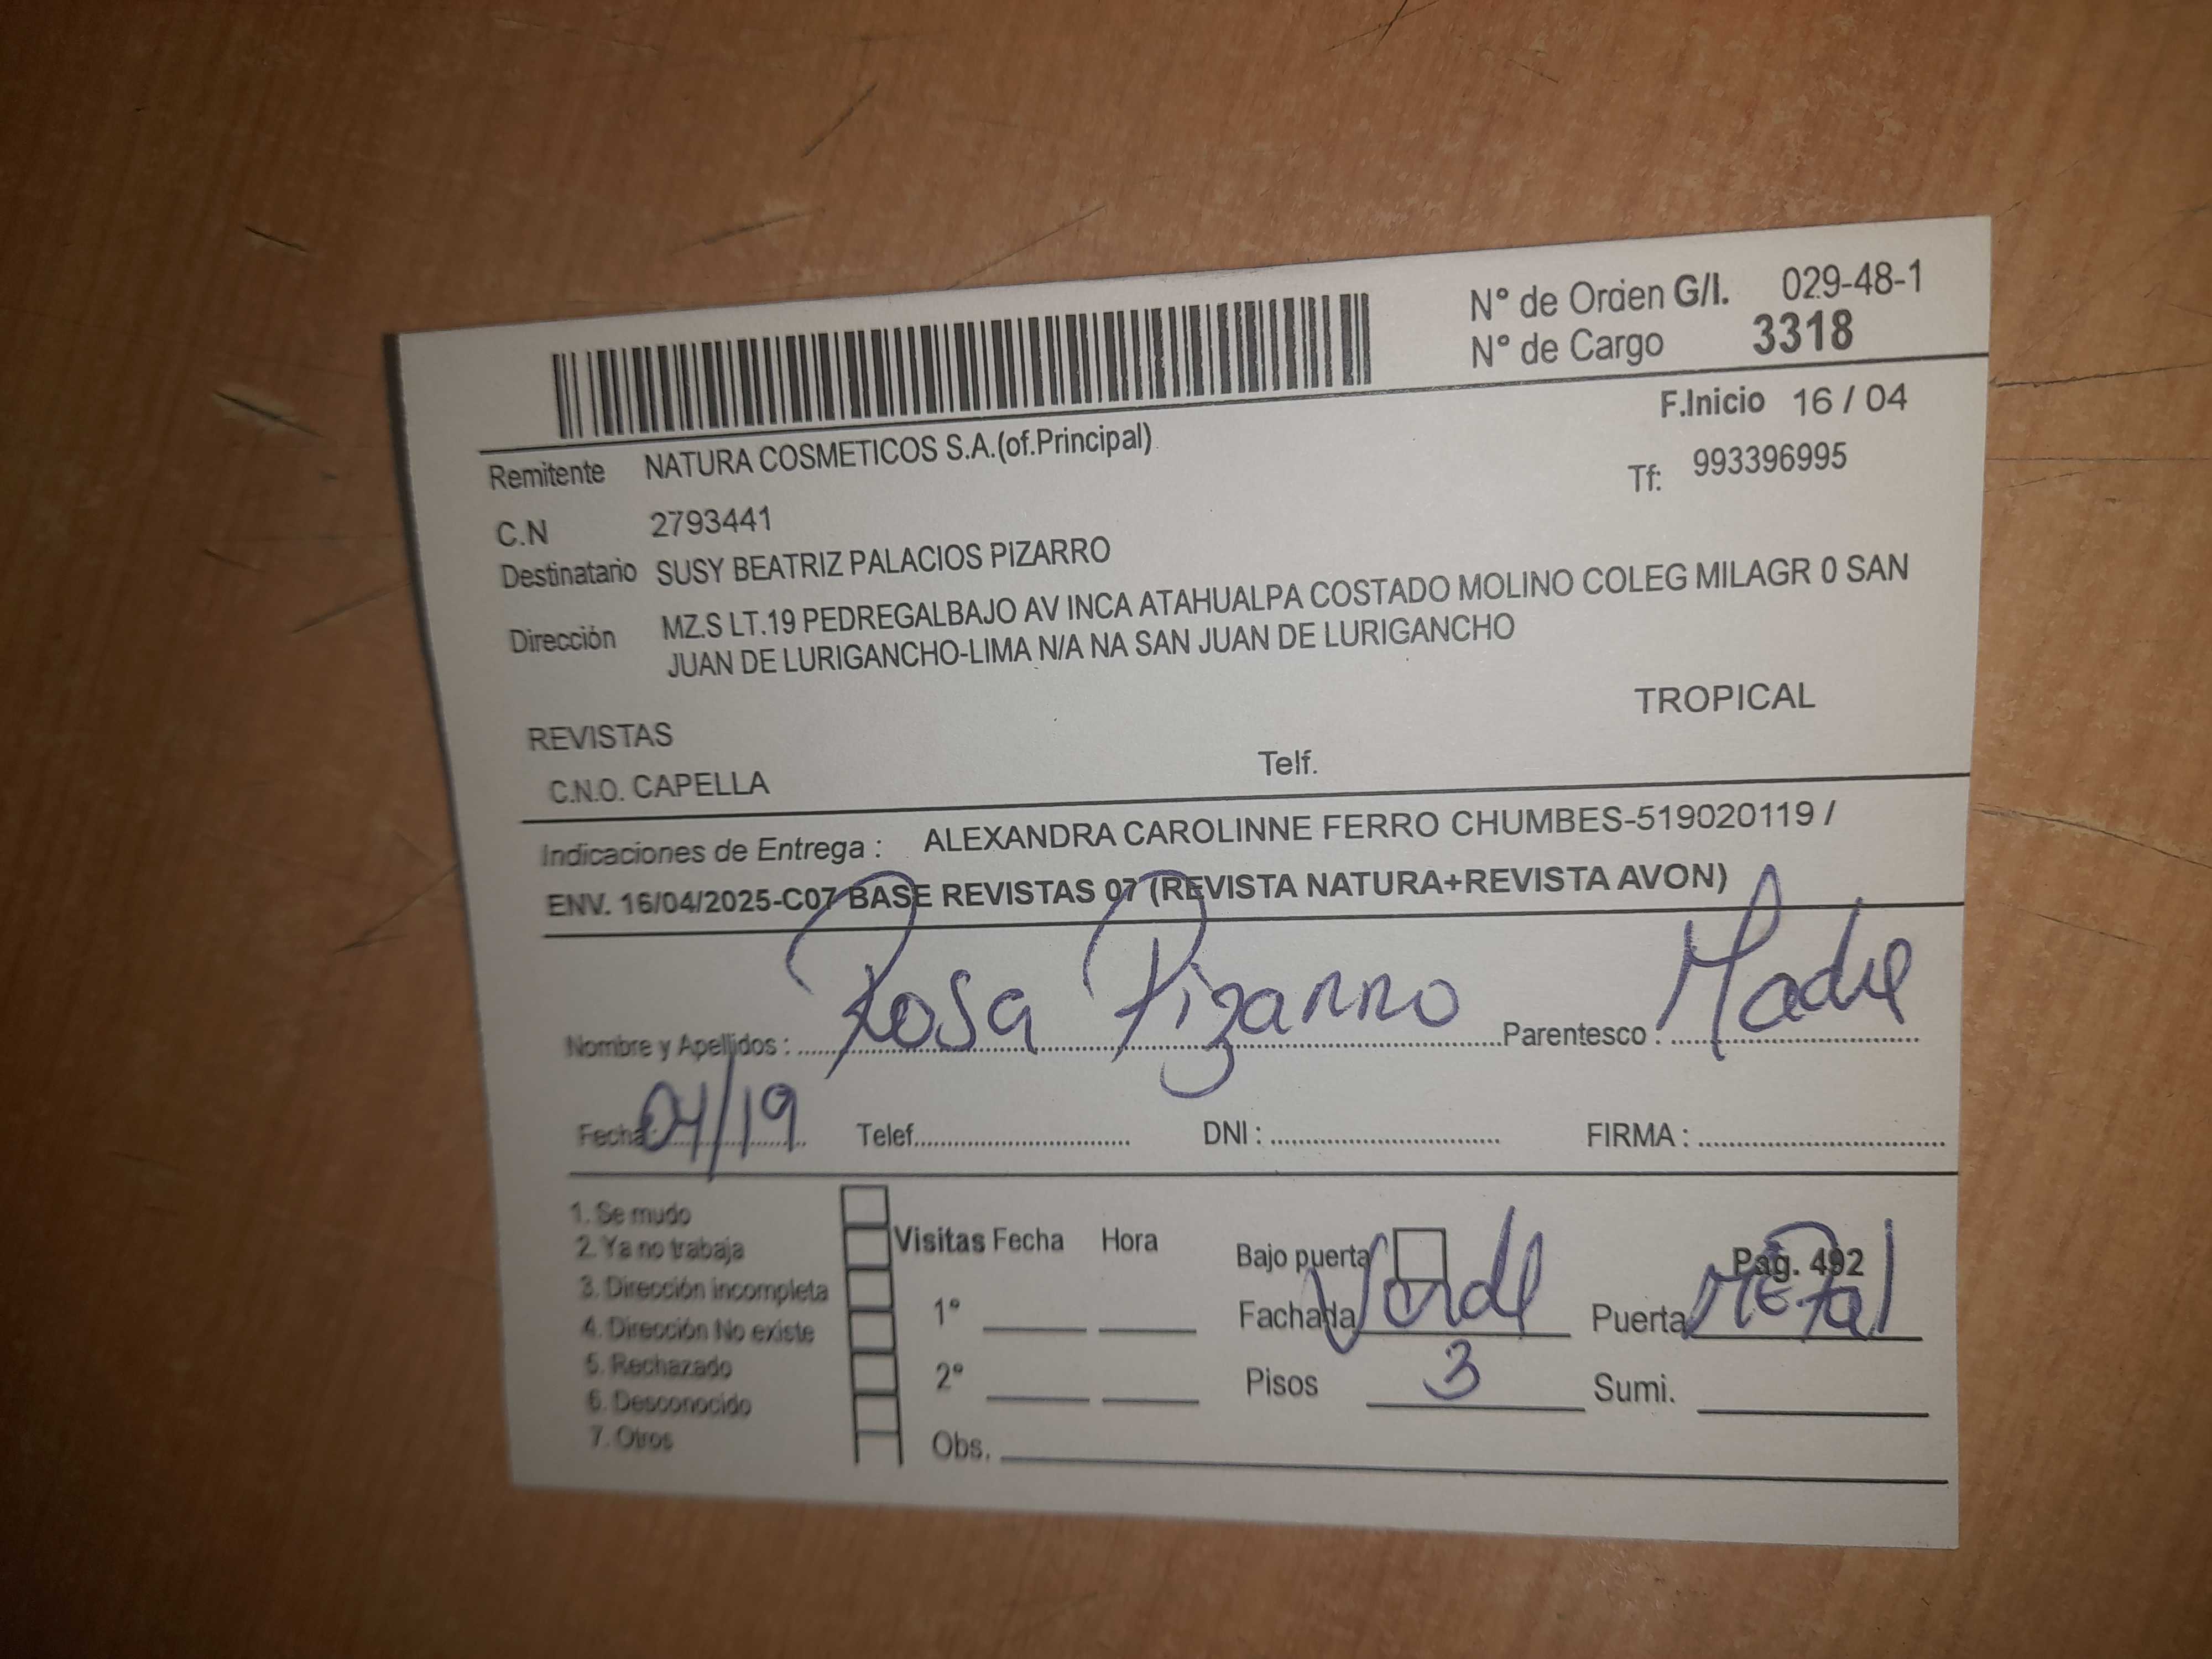 N° de Orden G/I. 029-48-1
N° de Cargo 3318
F.Inicio 16 / 04
Remitente NATURA COSMETICOS S.A.(of.Principal)
Tf: 993396995
C.N 2793441
Destinatario SUSY BEATRIZ PALACIOS PIZARRO
Dirección MZ.S LT.19 PEDREGALBAJO AV INCA ATAHUALPA COSTADO MOLINO COLEG MILAGR 0 SAN
JUAN DE LURIGANCHO-LIMA N/A NA SAN JUAN DE LURIGANCHO
TROPICAL
REVISTAS
C.N.O. CAPELLA Telf.
Indicaciones de Entrega : ALEXANDRA CAROLINNE FERRO CHUMBES-519020119 /
ENV. 16/04/2025-C07 BASE REVISTAS 07 (REVISTA NATURA+REVISTA AVON)
Nombre y Apellidos : Rosa Pizarro Parentesco : Madre
Fecha : 04/19 Telef. DNI : FIRMA :
1. Se mudo
2. Ya no trabaja
3. Dirección incompleta
4. Dirección No existe
5. Rechazado
6. Desconocido
7. Otros
Visitas Fecha Hora
1°
2°
Obs.
Bajo puerta Pag. 492
Fachada Verde Puerta Metal
Pisos 3 Sumi.